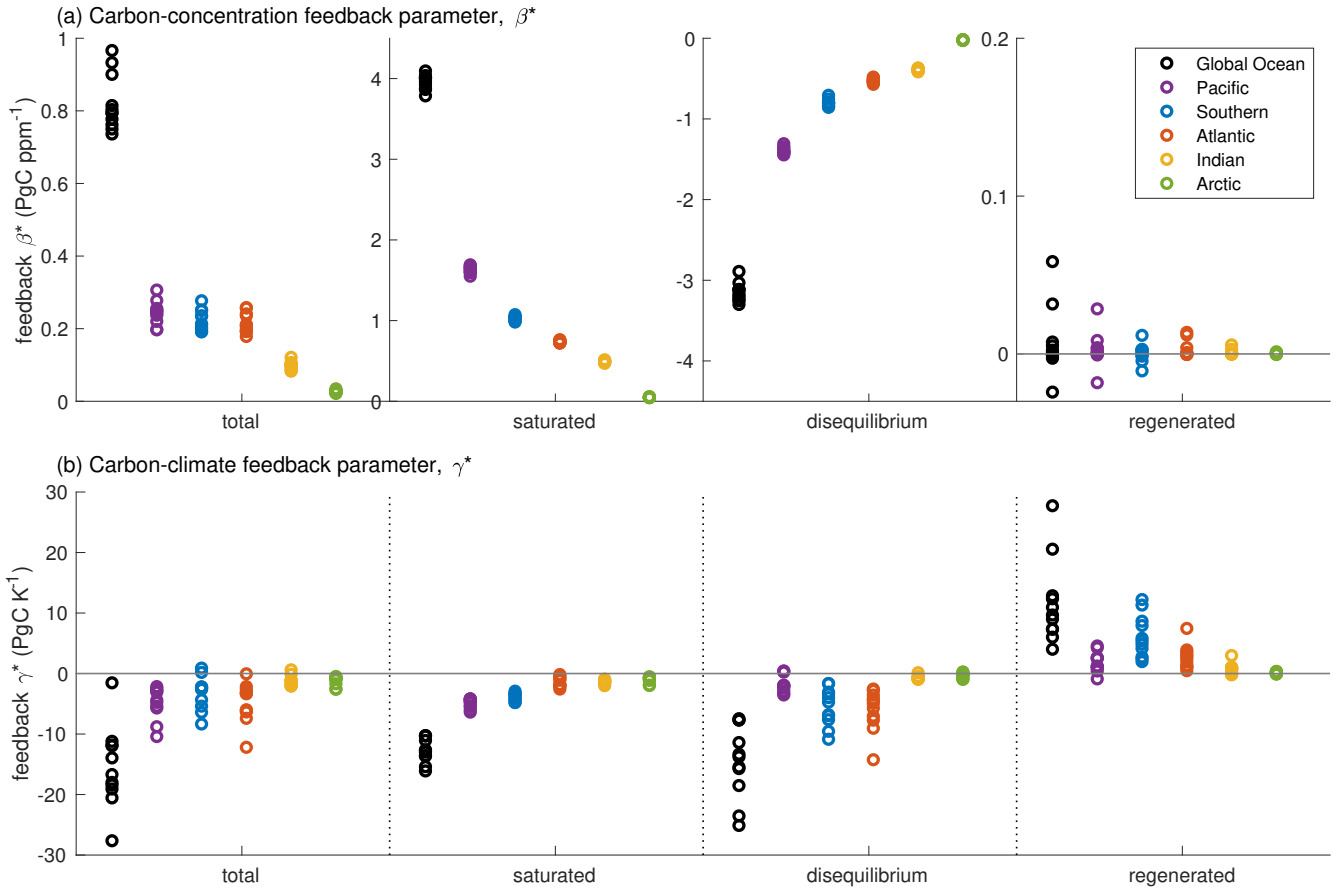 (a) Carbon-concentration feedback parameter, β*
feedback β* (PgC ppm-1)
1
0.8
0.6
0.4
0.2
0
4
3
2
1
0
0
-1
-2
-3
-4
0.2
0.1
0
Global Ocean
Pacific
Southern
Atlantic
Indian
Arctic
total
saturated
disequilibrium
regenerated
(b) Carbon-climate feedback parameter, γ*
feedback γ* (PgC K-1)
30
20
10
0
-10
-20
-30
total
saturated
disequilibrium
regenerated